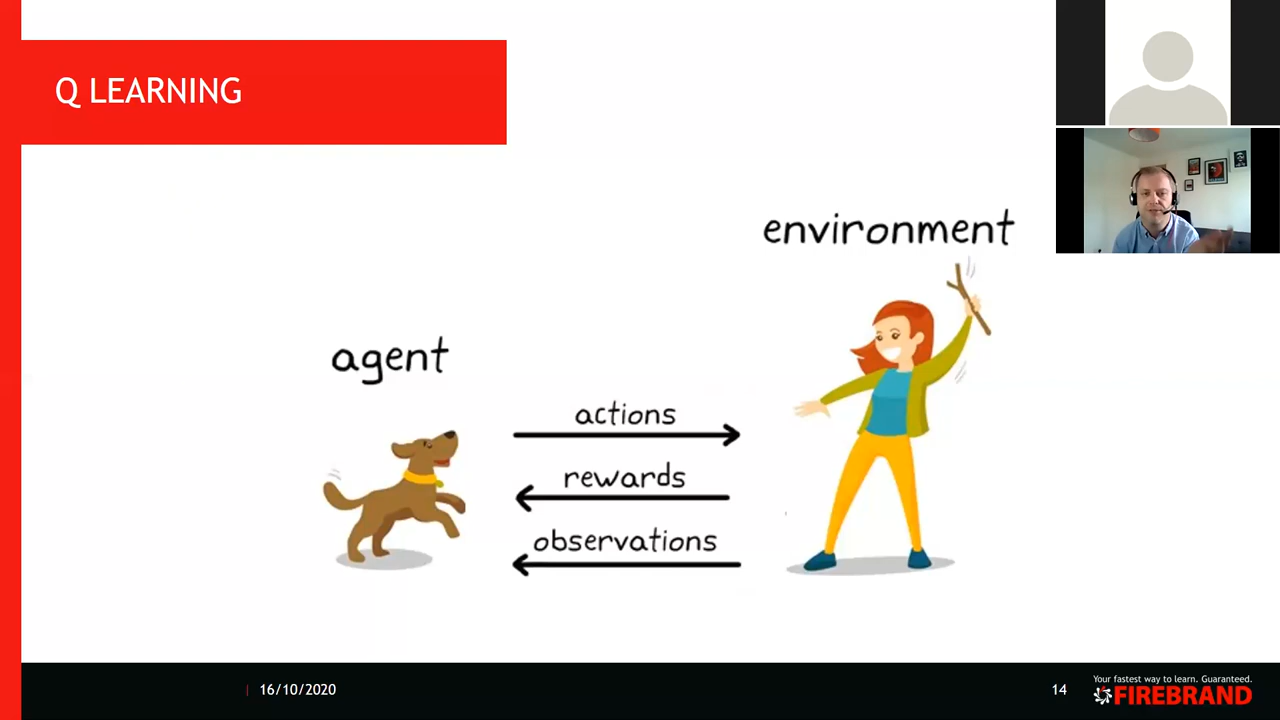 Q LEARNING
environment
agent
actions
rewards
observations
16/10/2020
14
Your fastest way to learn. Guaranteed.
FIREBRAND